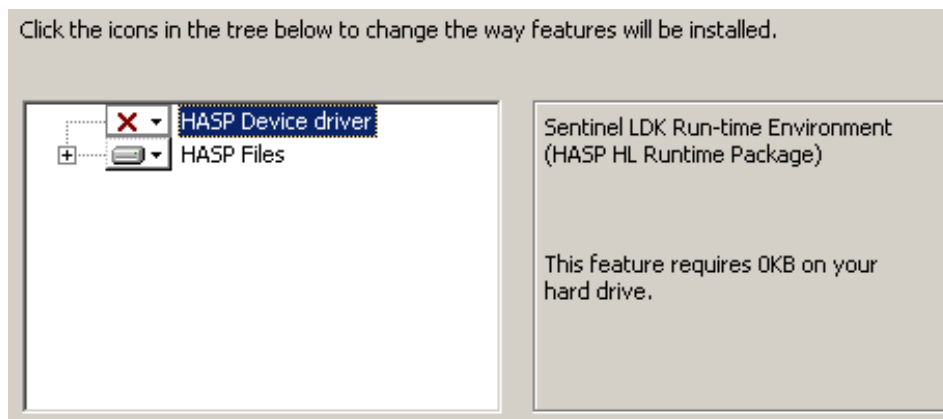 Click the icons in the tree below to change the way features will be installed.
HASP Device driver
HASP Files
Sentinel LDK Run-time Environment
(HASP HL Runtime Package)
This feature requires 0KB on your
hard drive.